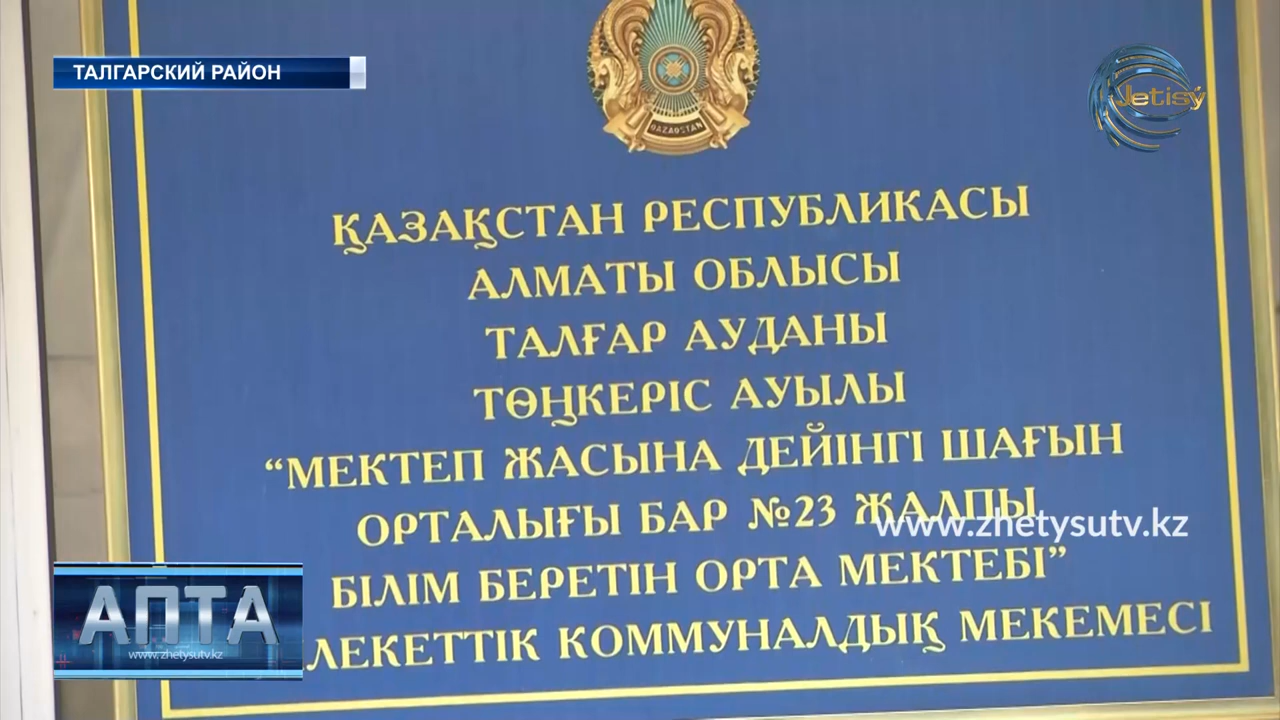 ТАЛГАРСКИЙ РАЙОН
Jetisý
QAZAQSTAN
ҚАЗАҚСТАН РЕСПУБЛИКАСЫ
АЛМАТЫ ОБЛЫСЫ
ТАЛҒАР АУДАНЫ
ТӨҢКЕРІС АУЫЛЫ
“МЕКТЕП ЖАСЫНА ДЕЙІНГІ ШАҒЫН
ОРТАЛЫҒЫ БАР №23 ЖАЛПЫ
www.zhetysutv.kz
БІЛІМ БЕРЕТІН ОРТА МЕКТЕБІ”
КОММУНАЛДЫҚ МЕКЕМЕСІ
АПТА
www.zhetysutv.kz